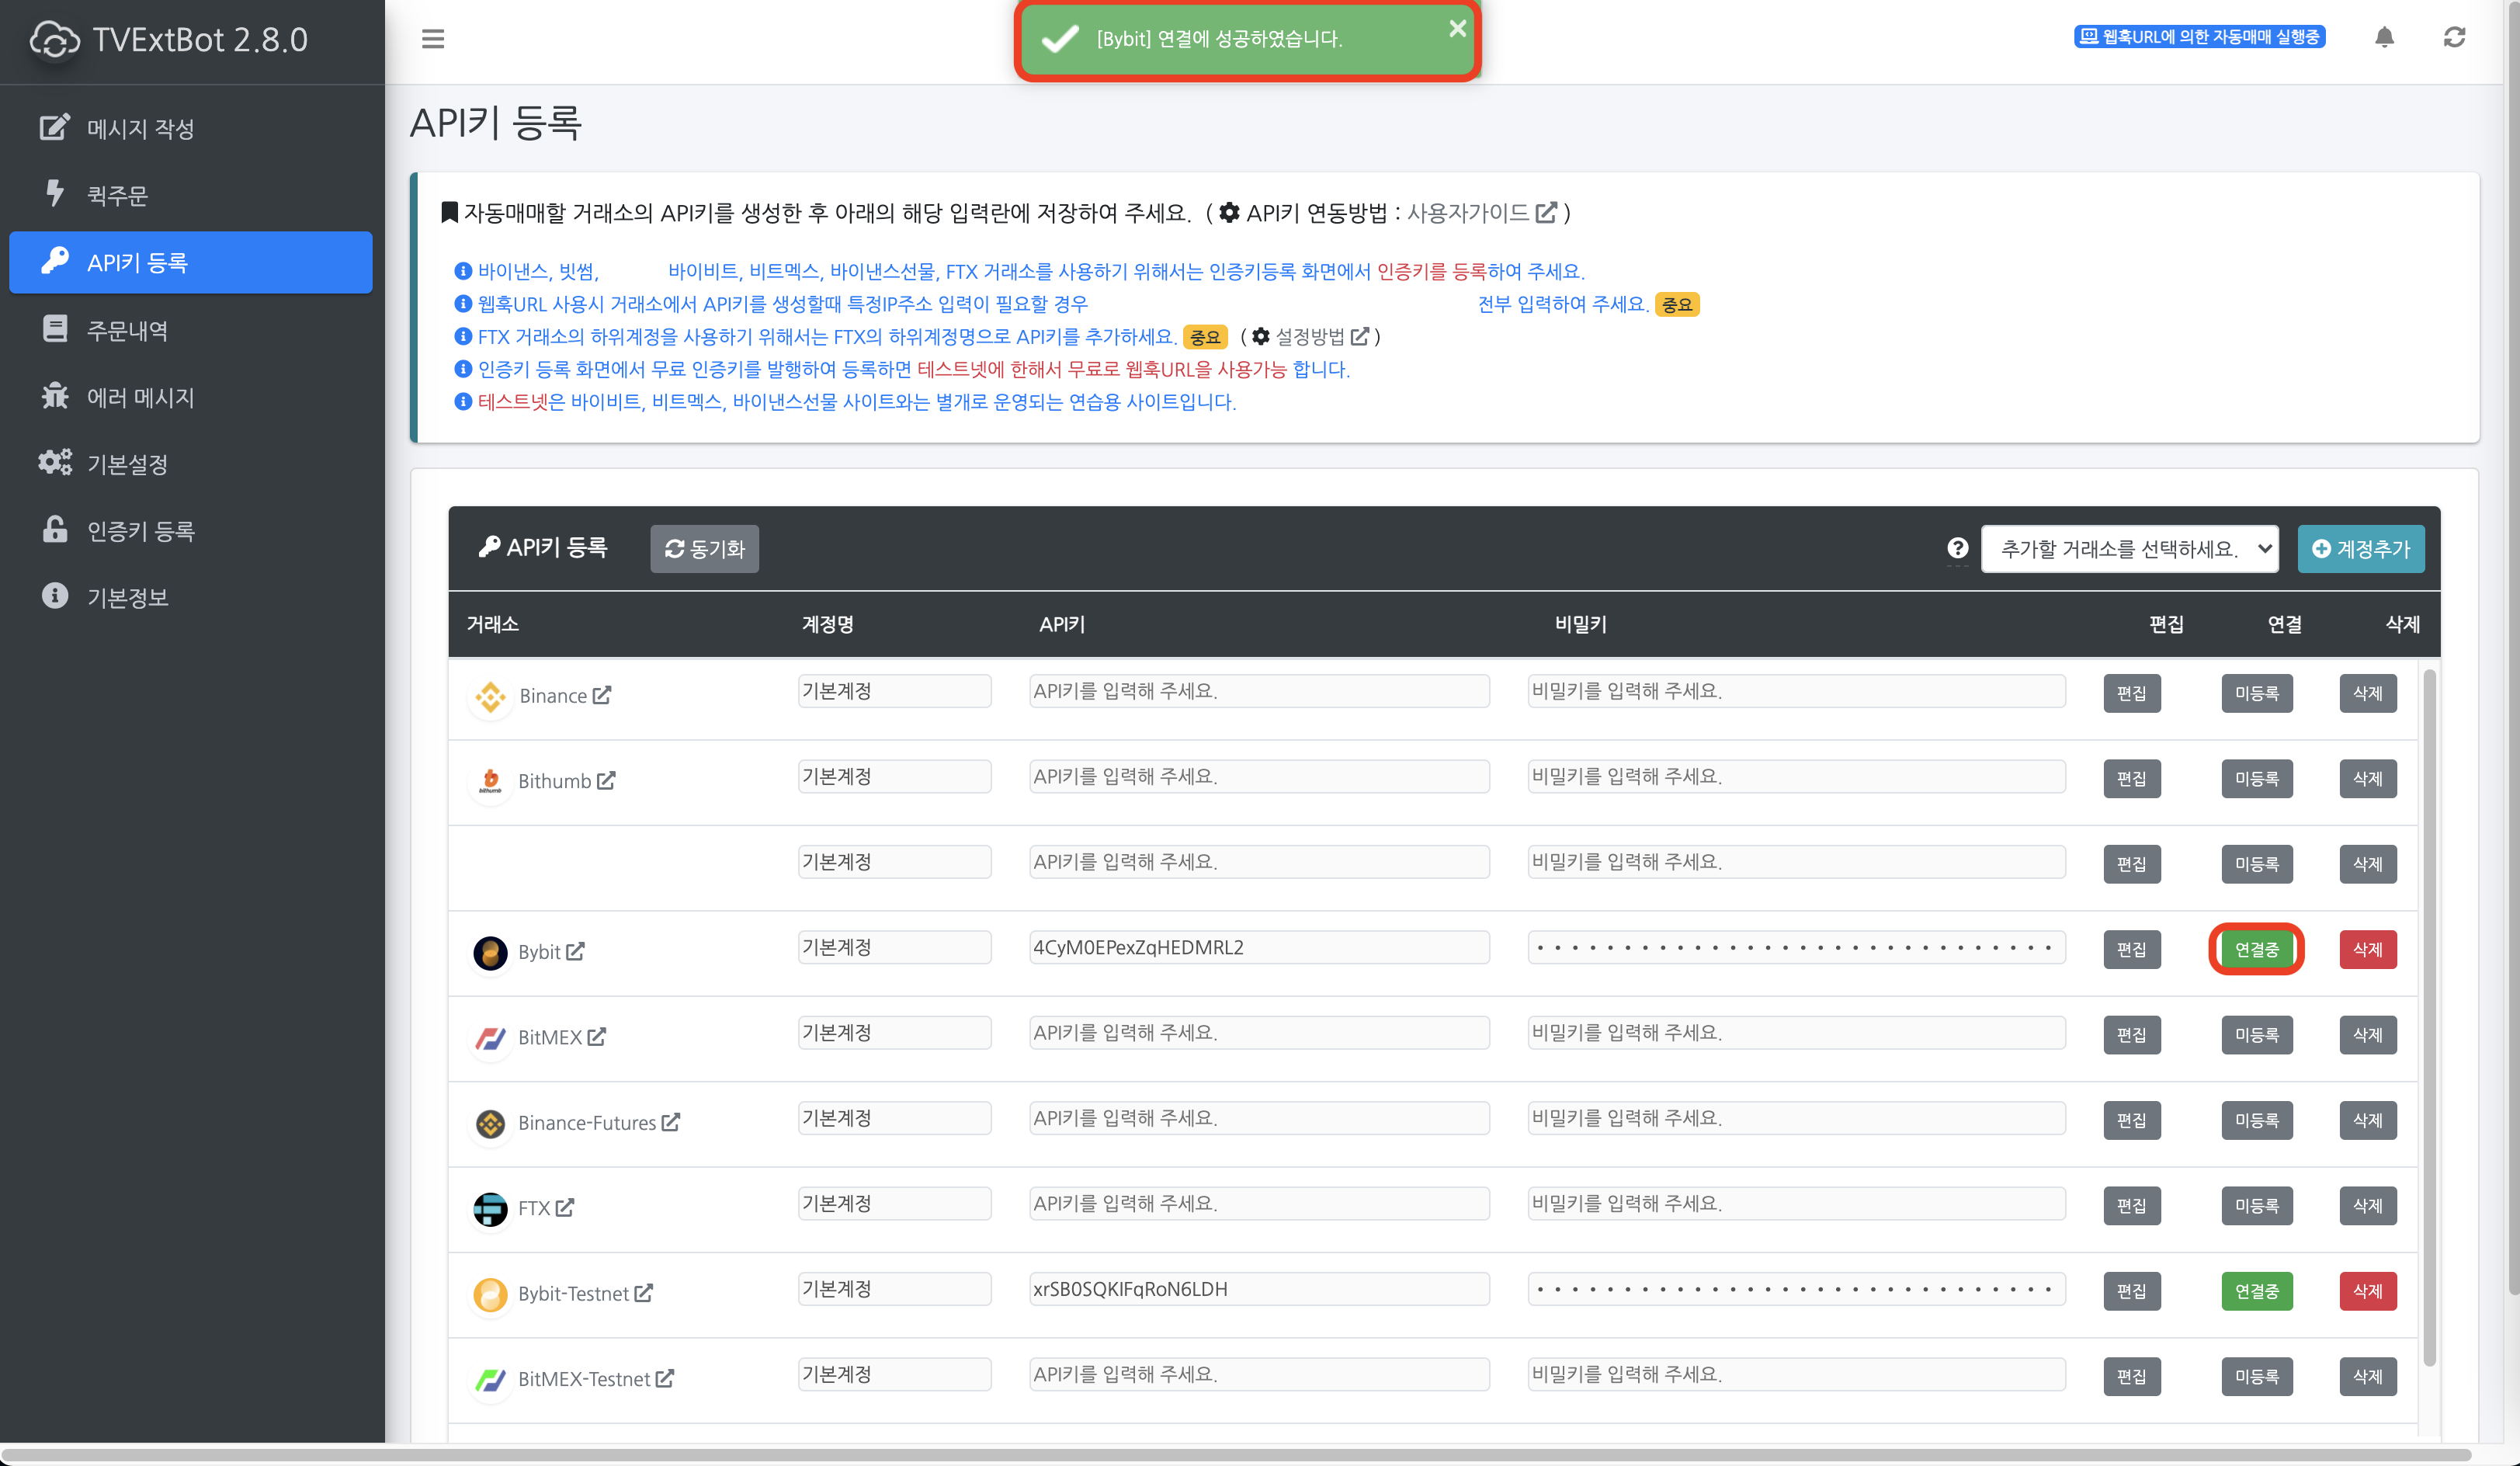 TVExtBot 2.8.0
[Bybit] 연결에 성공하였습니다.
웹훅URL에 의한 자동매매 실행중
메시지 작성
퀵주문
API키 등록
주문내역
에러 메시지
기본설정
인증키 등록
기본정보
API키 등록
자동매매할 거래소의 API키를 생성한 후 아래의 해당 입력란에 저장하여 주세요. ( API키 연동방법 : 사용자가이드 )
바이낸스, 빗썸, 바이비트, 비트멕스, 바이낸스선물, FTX 거래소를 사용하기 위해서는 인증키등록 화면에서 인증키를 등록하여 주세요.
웹훅URL 사용시 거래소에서 API키를 생성할때 특정IP주소 입력이 필요할 경우 전부 입력하여 주세요. 중요
FTX 거래소의 하위계정을 사용하기 위해서는 FTX의 하위계정명으로 API키를 추가하세요. 중요 ( 설정방법 )
인증키 등록 화면에서 무료 인증키를 발행하여 등록하면 테스트넷에 한해서 무료로 웹훅URL을 사용가능 합니다.
테스트넷은 바이비트, 비트멕스, 바이낸스선물 사이트와는 별개로 운영되는 연습용 사이트입니다.
API키 등록 동기화 추가할 거래소를 선택하세요. 계정추가
거래소 계정명 API키 비밀키 편집 연결 삭제
Binance 기본계정 API키를 입력해 주세요. 비밀키를 입력해 주세요. 편집 미등록 삭제
Bithumb 기본계정 API키를 입력해 주세요. 비밀키를 입력해 주세요. 편집 미등록 삭제
기본계정 API키를 입력해 주세요. 비밀키를 입력해 주세요. 편집 미등록 삭제
Bybit 기본계정 4CyM0EPexZqHEDMRL2 편집 연결중 삭제
BitMEX 기본계정 API키를 입력해 주세요. 비밀키를 입력해 주세요. 편집 미등록 삭제
Binance-Futures 기본계정 API키를 입력해 주세요. 비밀키를 입력해 주세요. 편집 미등록 삭제
FTX 기본계정 API키를 입력해 주세요. 비밀키를 입력해 주세요. 편집 미등록 삭제
Bybit-Testnet 기본계정 xrSB0SQKIFqRoN6LDH 편집 연결중 삭제
BitMEX-Testnet 기본계정 API키를 입력해 주세요. 비밀키를 입력해 주세요. 편집 미등록 삭제